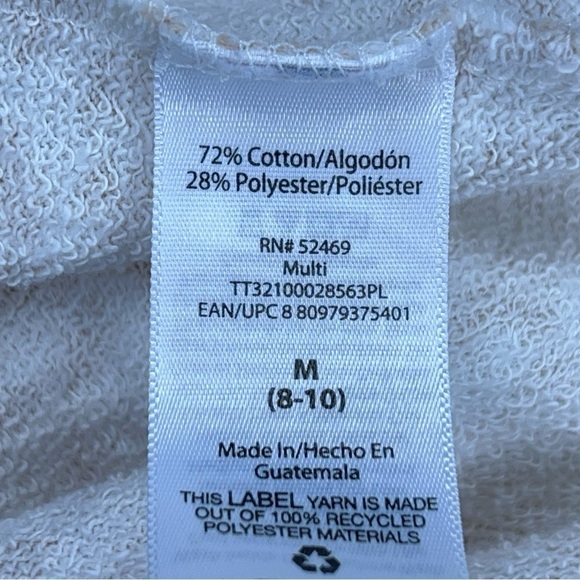 72% Cotton/Algodón
28% Polyester/Poliéster
RN# 52469
Multi
TT32100028563PL
EAN/UPC 8 80979375401
M
(8-10)
Made In/Hecho En
Guatemala
THIS LABEL YARN IS MADE
OUT OF 100% RECYCLED
POLYESTER MATERIALS